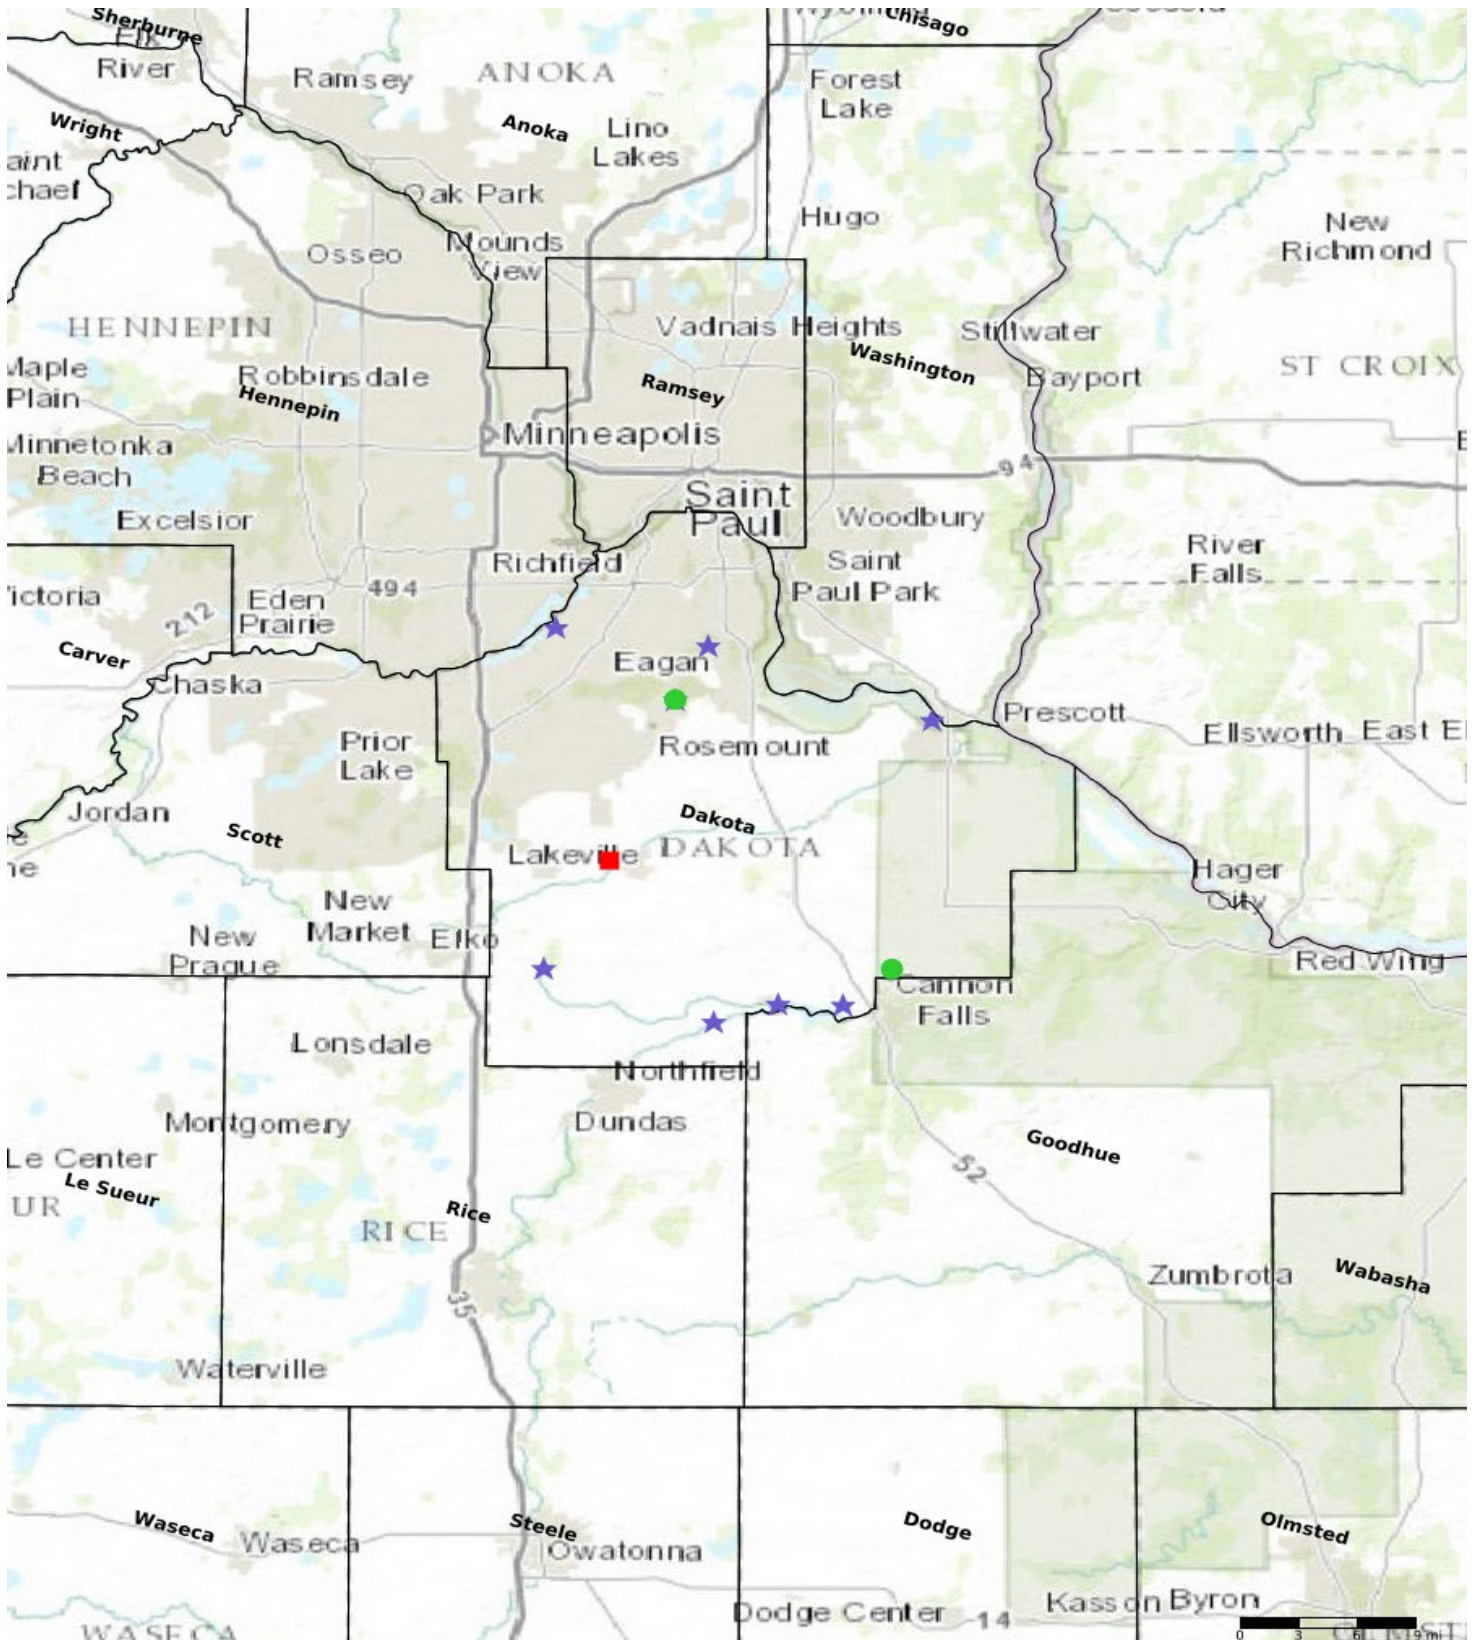 Sherburne
Chisago
Elk
River
Ramsey
ANOKA
Forest
Lake
Wright
Anoka
Lino
Lakes
Oak Park
Hugo
New
Richmond
Osseo
Mounds
View
HENNEPIN
Vadnais Heights
Stillwater
Washington
ST CROIX
Maple
Plain
Robbinsdale
Hennepin
Ramsey
Bayport
Minneapolis
Minnetonka
Beach
94
Saint
Paul
Excelsior
Woodbury
Richfield
Saint
Paul Park
River
Falls
494
212
Eden
Prairie
Carver
Eagan
Chaska
Prescott
Ellsworth
East El
Prior
Lake
Rosemount
Jordan
Scott
Dakota
Lakeville
DAKOTA
Hager
City
New
Market
Elko
New
Prague
Red Wing
Cannon
Falls
Lonsdale
Northfield
Montgomery
Dundas
Goodhue
Le Center
Le Sueur
UR
52
Rice
RICE
Zumbrota
Wabasha
35
Waterville
Waseca
Waseca
Steele
Owatonna
Dodge
Olmsted
Dodge Center
14
Kasson
Byron
WASECA
0 3 6 9 mi